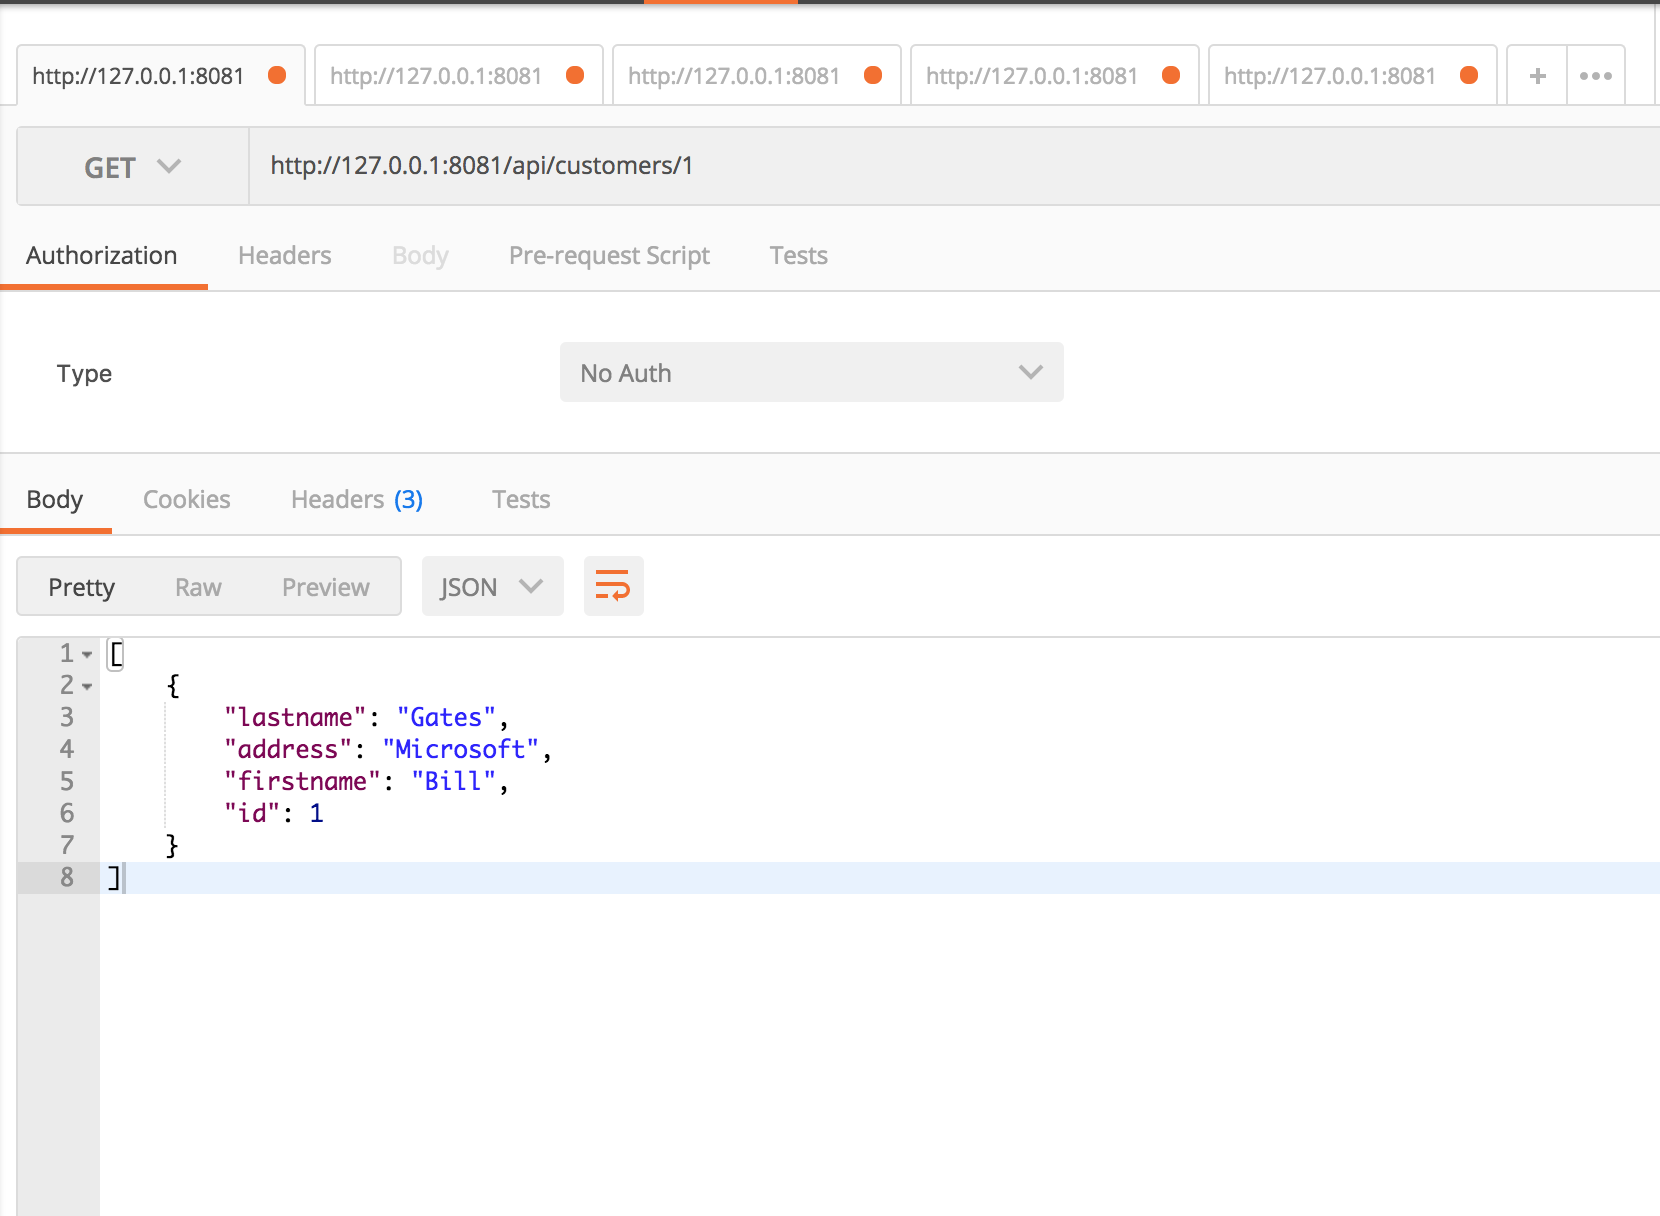 http://127.0.0.1:8081 http://127.0.0.1:8081 http://127.0.0.1:8081 http://127.0.0.1:8081 http://127.0.0.1:8081 + •••
GET http://127.0.0.1:8081/api/customers/1
Authorization Headers Body Pre-request Script Tests
Type No Auth
Body Cookies Headers (3) Tests
Pretty Raw Preview JSON
1 [
2 {
3 "lastname": "Gates",
4 "address": "Microsoft",
5 "firstname": "Bill",
6 "id": 1
7 }
8 ]